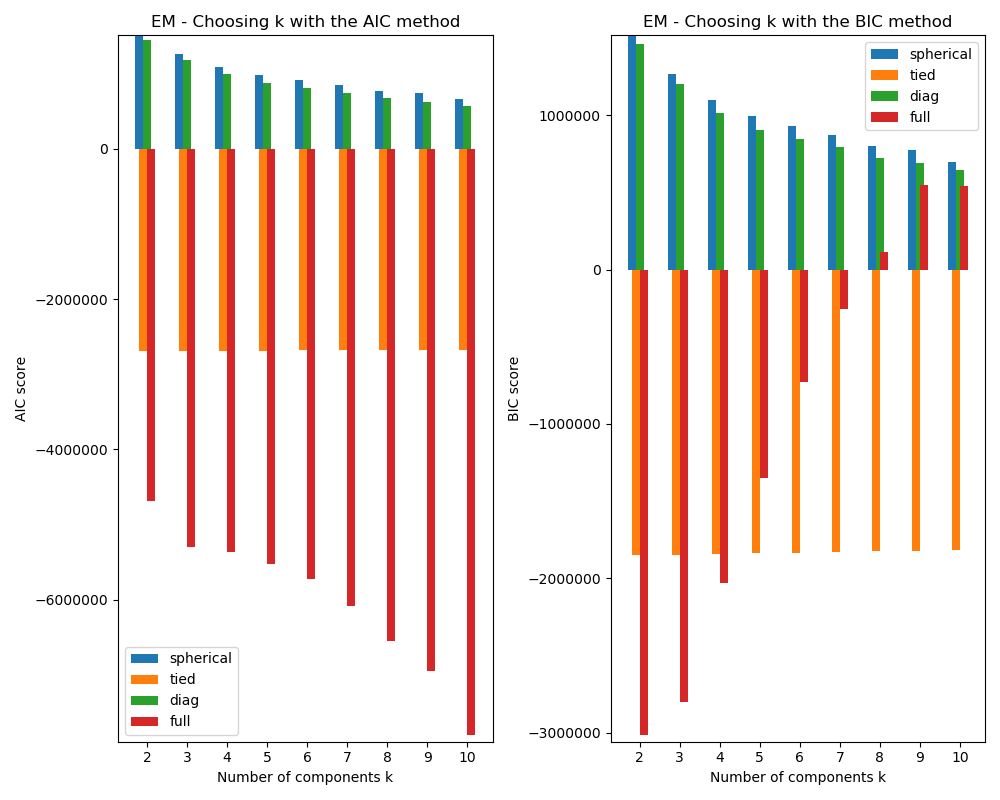 EM - Choosing k with the AIC method
AIC score
0
−2000000
−4000000
−6000000
spherical
tied
diag
full
2 3 4 5 6 7 8 9 10
Number of components k
EM - Choosing k with the BIC method
BIC score
1000000
0
−1000000
−2000000
−3000000
spherical
tied
diag
full
2 3 4 5 6 7 8 9 10
Number of components k